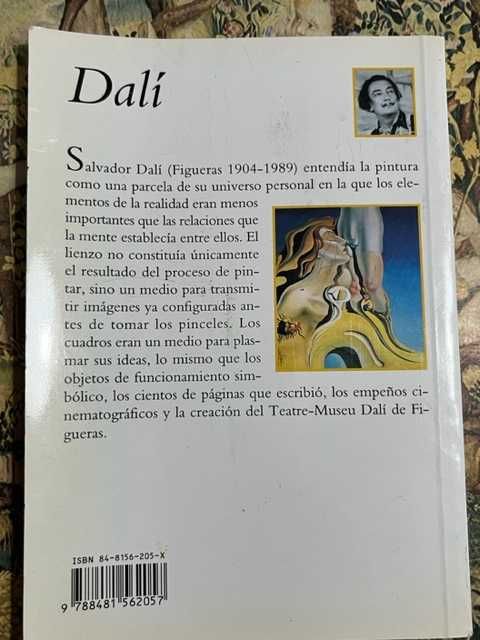 Dalí
Salvador Dalí (Figueras 1904-1989) entendía la pintura
como una parcela de su universo personal en la que los ele-
mentos de la realidad eran menos
importantes que las relaciones que
la mente establecía entre ellos. El
lienzo no constituía únicamente
el resultado del proceso de pin-
tar, sino un medio para transmi-
tir imágenes ya configuradas an-
tes de tomar los pinceles. Los
cuadros eran un medio para plas-
mar sus ideas, lo mismo que los
objetos de funcionamiento sim-
bólico, los cientos de páginas que escribió, los empeños ci-
nematográficos y la creación del Teatre-Museu Dalí de Fi-
gueras.
ISBN 84-8156-205-X
9 788481 562057